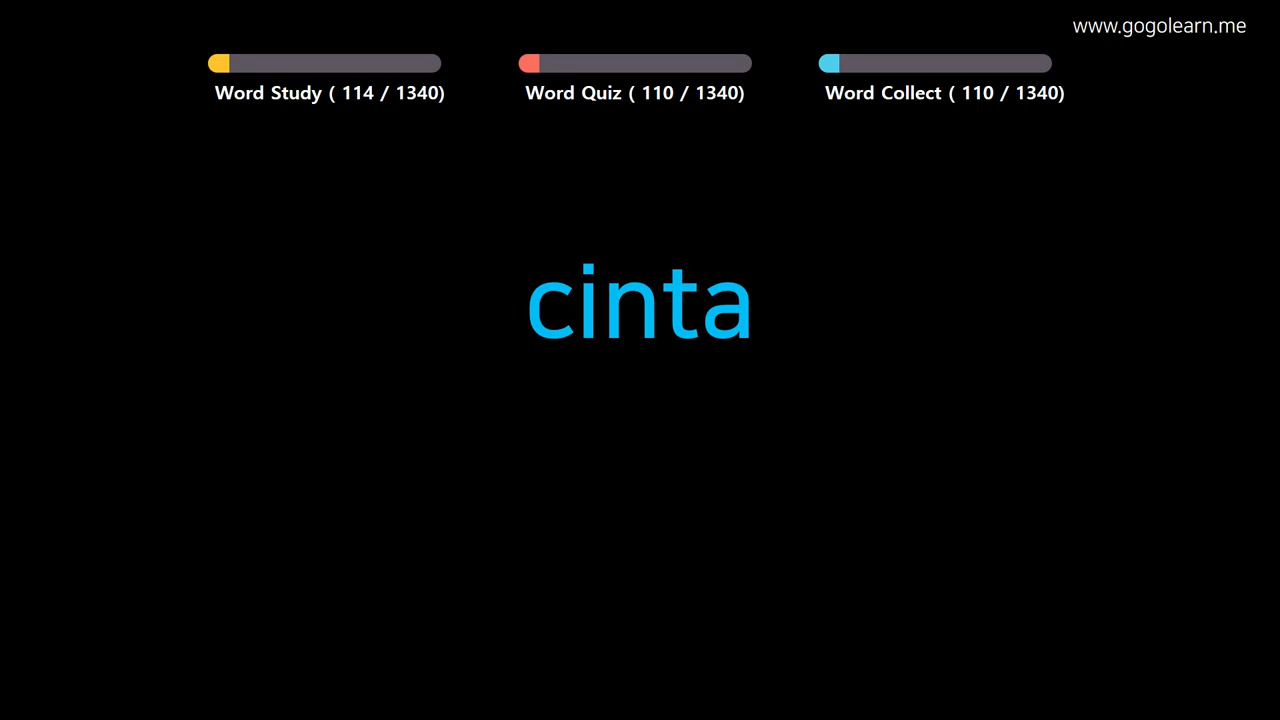 www.gogolearn.me
Word Study ( 114 / 1340)
Word Quiz ( 110 / 1340)
Word Collect ( 110 / 1340)
cinta